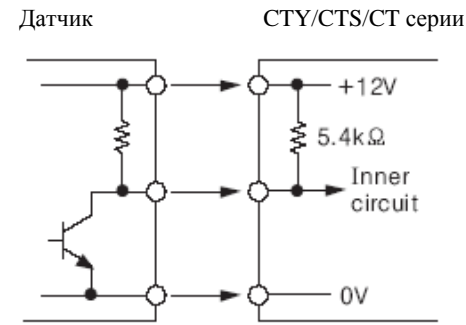 Датчик CTY/CTS/CT серии
+12V
5.4kΩ
Inner
circuit
0V